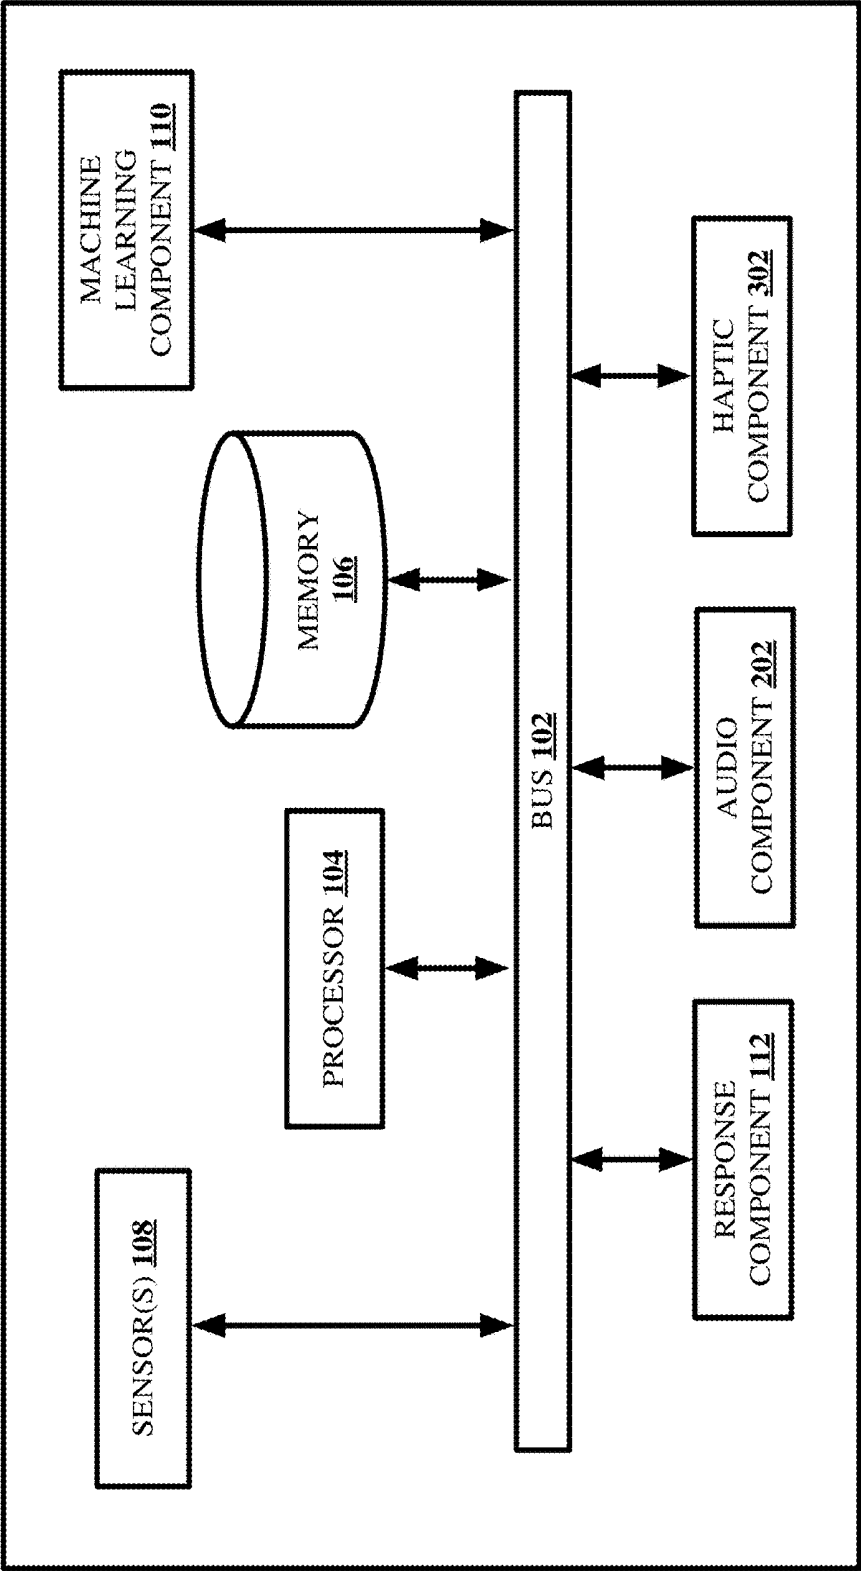 SENSOR(S) 108
PROCESSOR 104
MEMORY
106
MACHINE
LEARNING
COMPONENT 110
BUS 102
RESPONSE
COMPONENT 112
AUDIO
COMPONENT 202
HAPTIC
COMPONENT 302